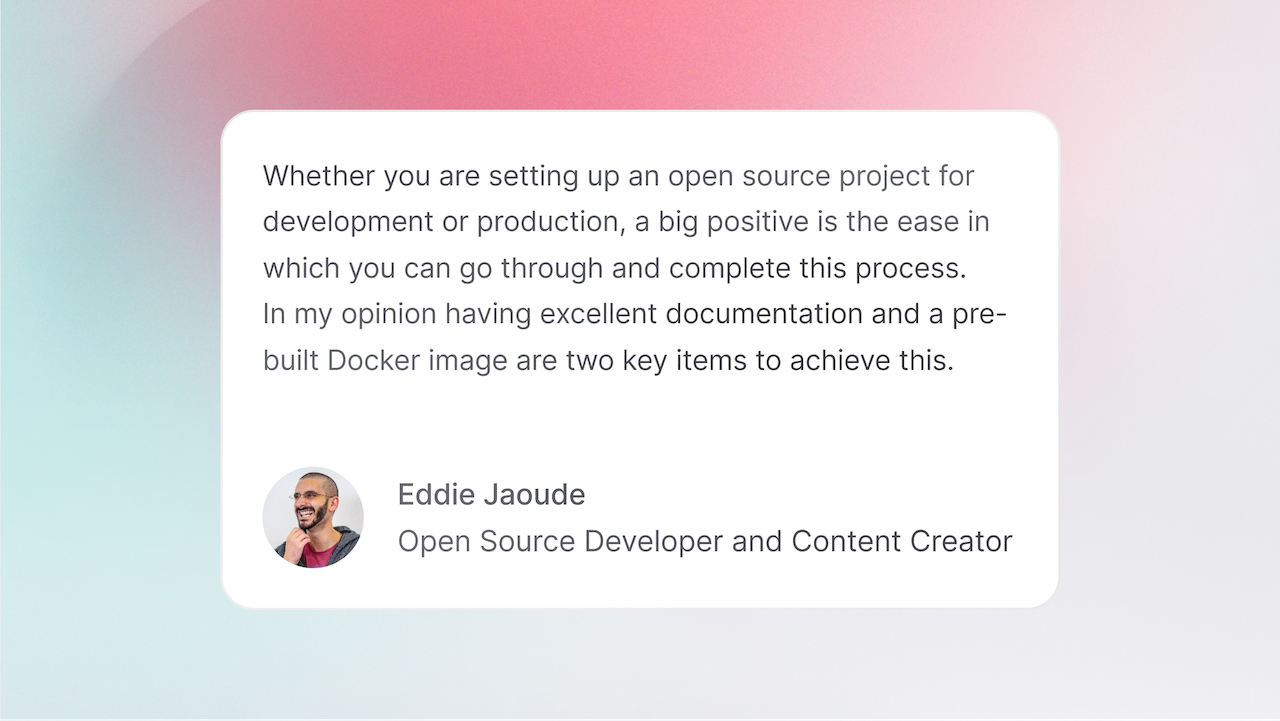 Whether you are setting up an open source project for
development or production, a big positive is the ease in
which you can go through and complete this process.
In my opinion having excellent documentation and a pre-
built Docker image are two key items to achieve this.
Eddie Jaoude
Open Source Developer and Content Creator